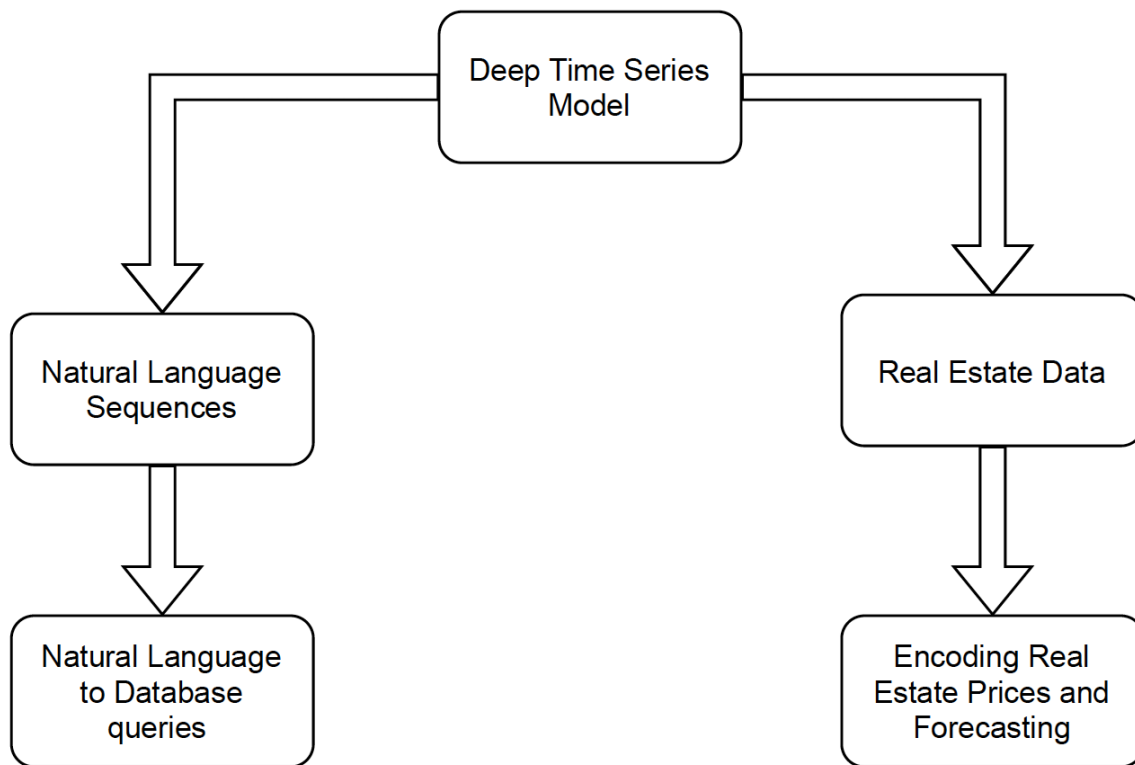 Deep Time Series
Model
Natural Language
Sequences
Real Estate Data
Natural Language
to Database
queries
Encoding Real
Estate Prices and
Forecasting